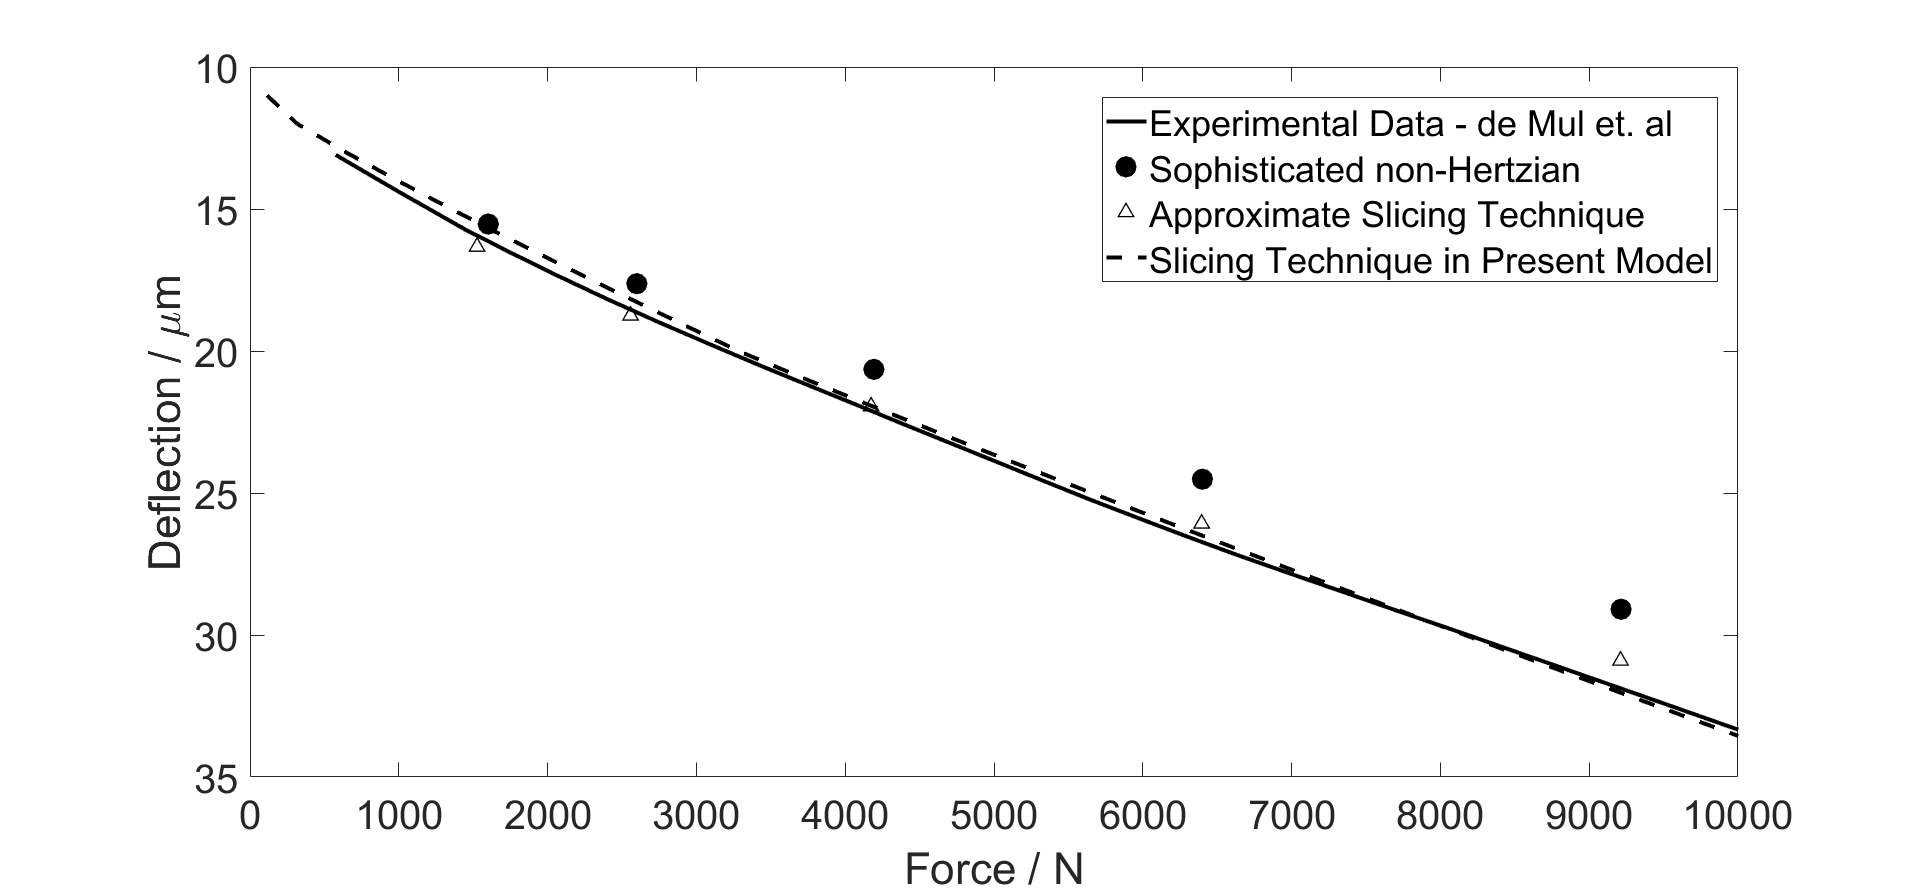 10
15
20
25
30
35
Deflection / μm
Experimental Data - de Mul et. al
Sophisticated non-Hertzian
Approximate Slicing Technique
Slicing Technique in Present Model
0 1000 2000 3000 4000 5000 6000 7000 8000 9000 10000
Force / N